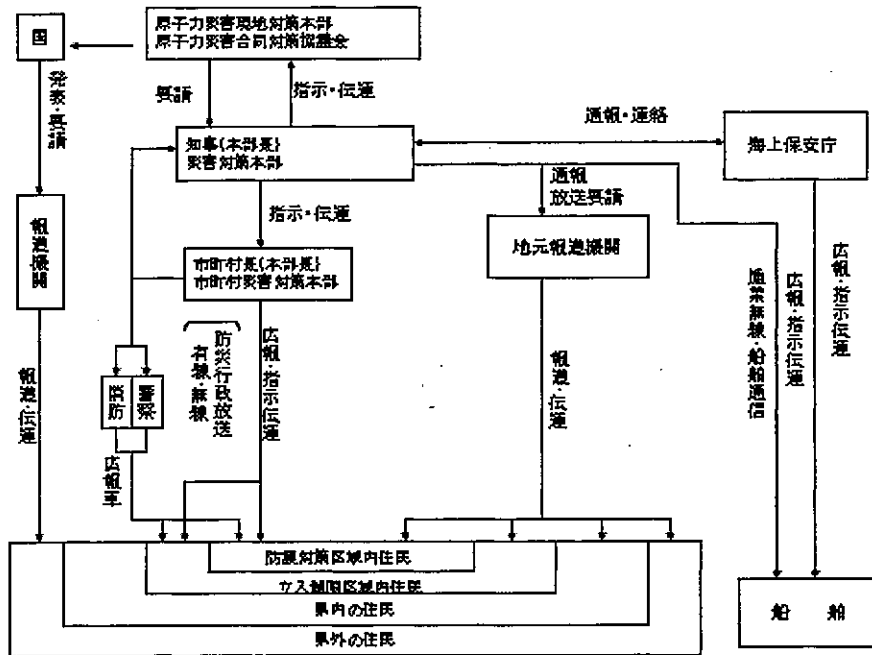 国
原子力災害現地対策本部
原子力災害合同対策協議会
発表・要請
要請
指示・伝達
通報・連絡
知事(本部長)
災害対策本部
海上保安庁
通報
放送要請
指示・伝達
報道機関
地元報道機関
市町村長(本部長)
市町村災害対策本部
防災行政放送
有線・無線
広報・指示伝達
報道・伝達
漁業無線・船舶通信
広報・指示伝達
広報・指示伝達
報道・伝達
広報車
防護対策区域内住民
立入制限区域内住民
県内の住民
県外の住民
船 舶